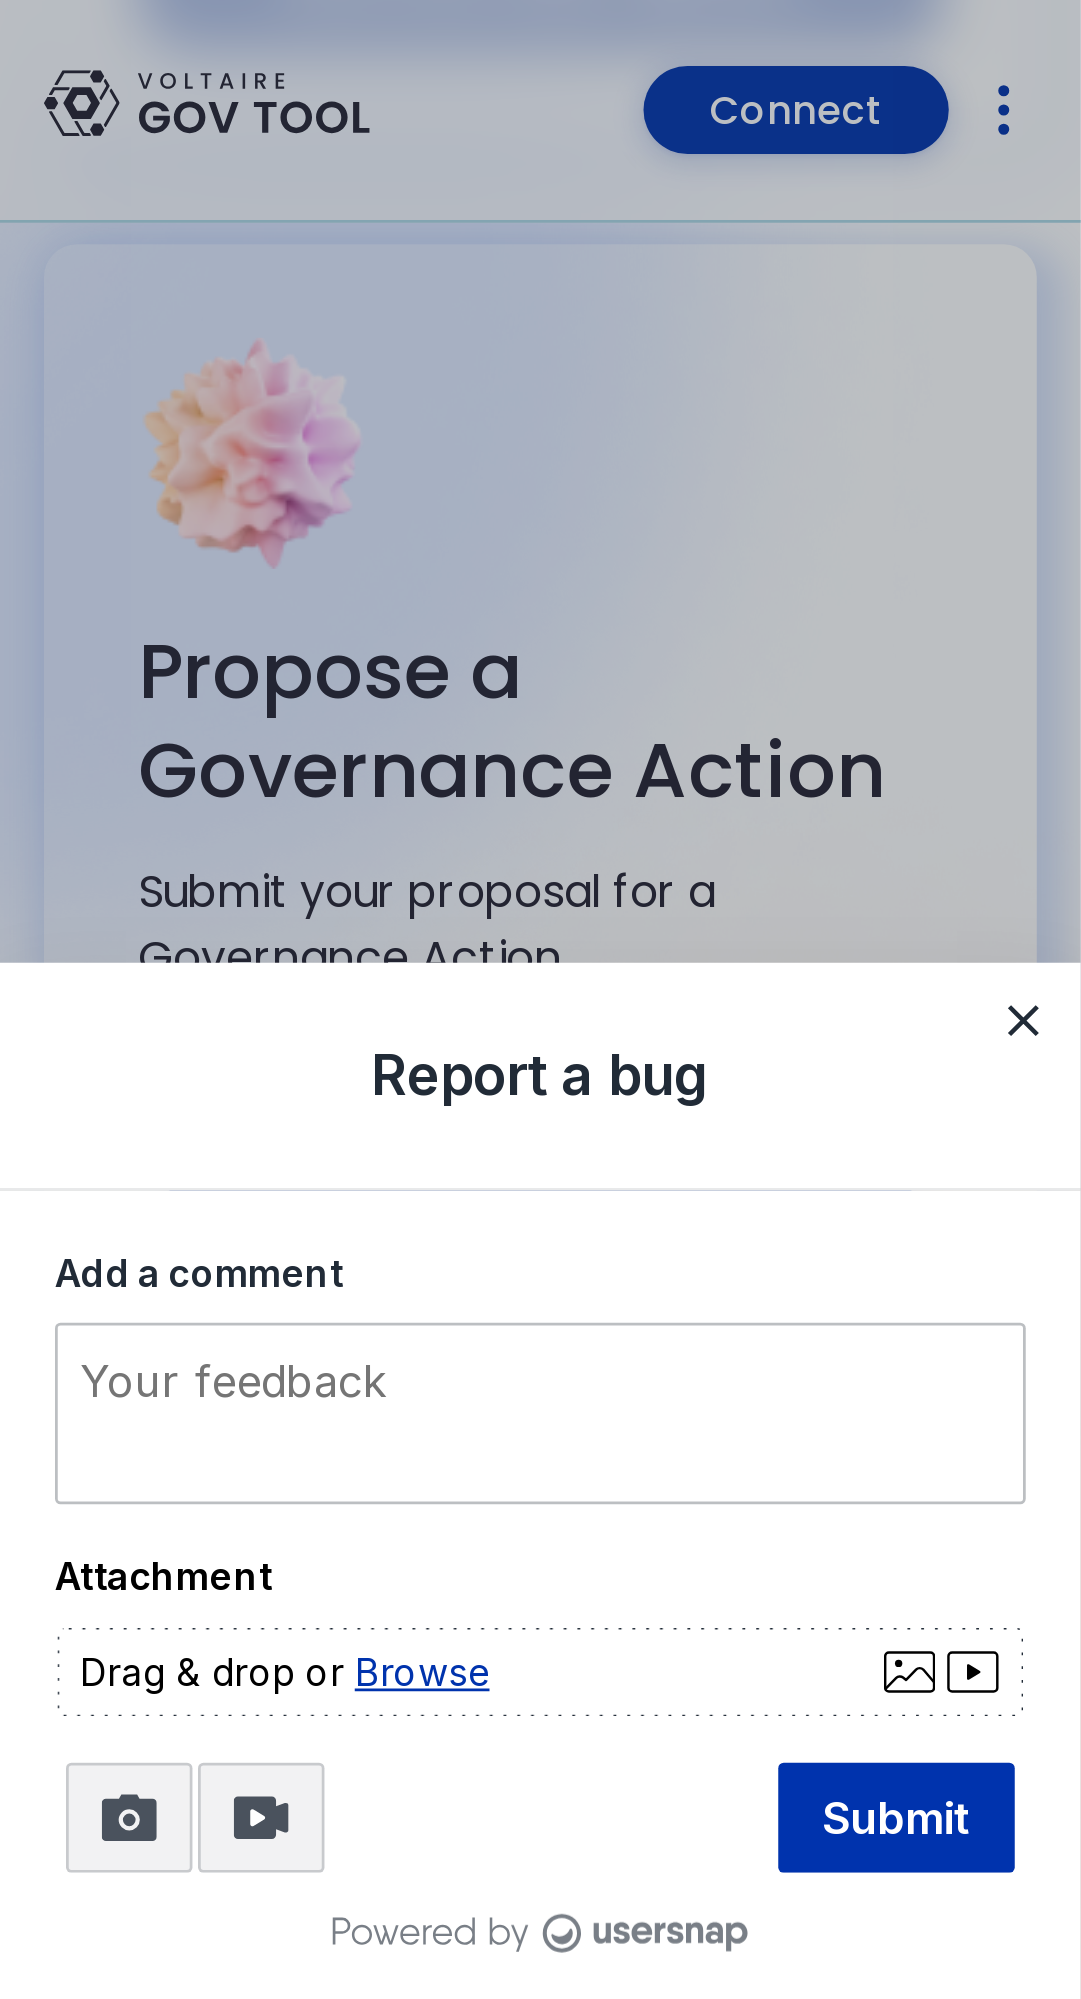 VOLTAIRE
GOV TOOL
Connect
Propose a
Governance Action
Submit your proposal for a
Governance Action
Report a bug
Add a comment
Your feedback
Attachment
Drag & drop or Browse
Submit
Powered by usersnap